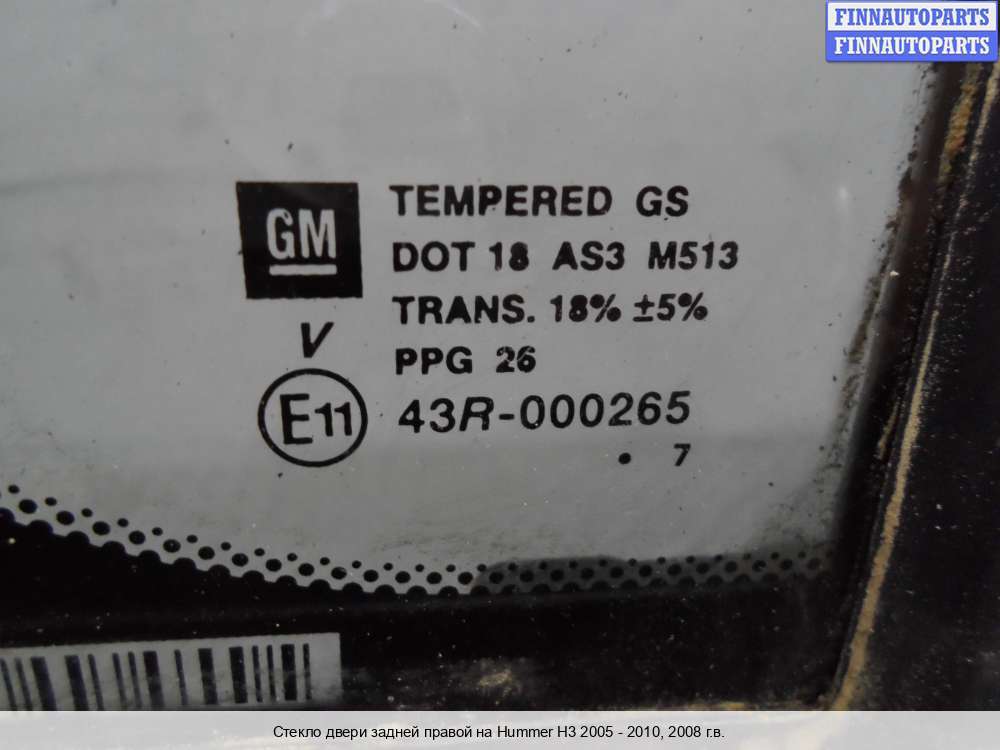 FINNAUTOPARTS
FINNAUTOPARTS
GM
TEMPERED GS
DOT 18 AS3 M513
TRANS. 18% ±5%
V
PPG 26
E11 43R-000265
. 7
Стекло двери задней правой на Hummer H3 2005 - 2010, 2008 г.в.